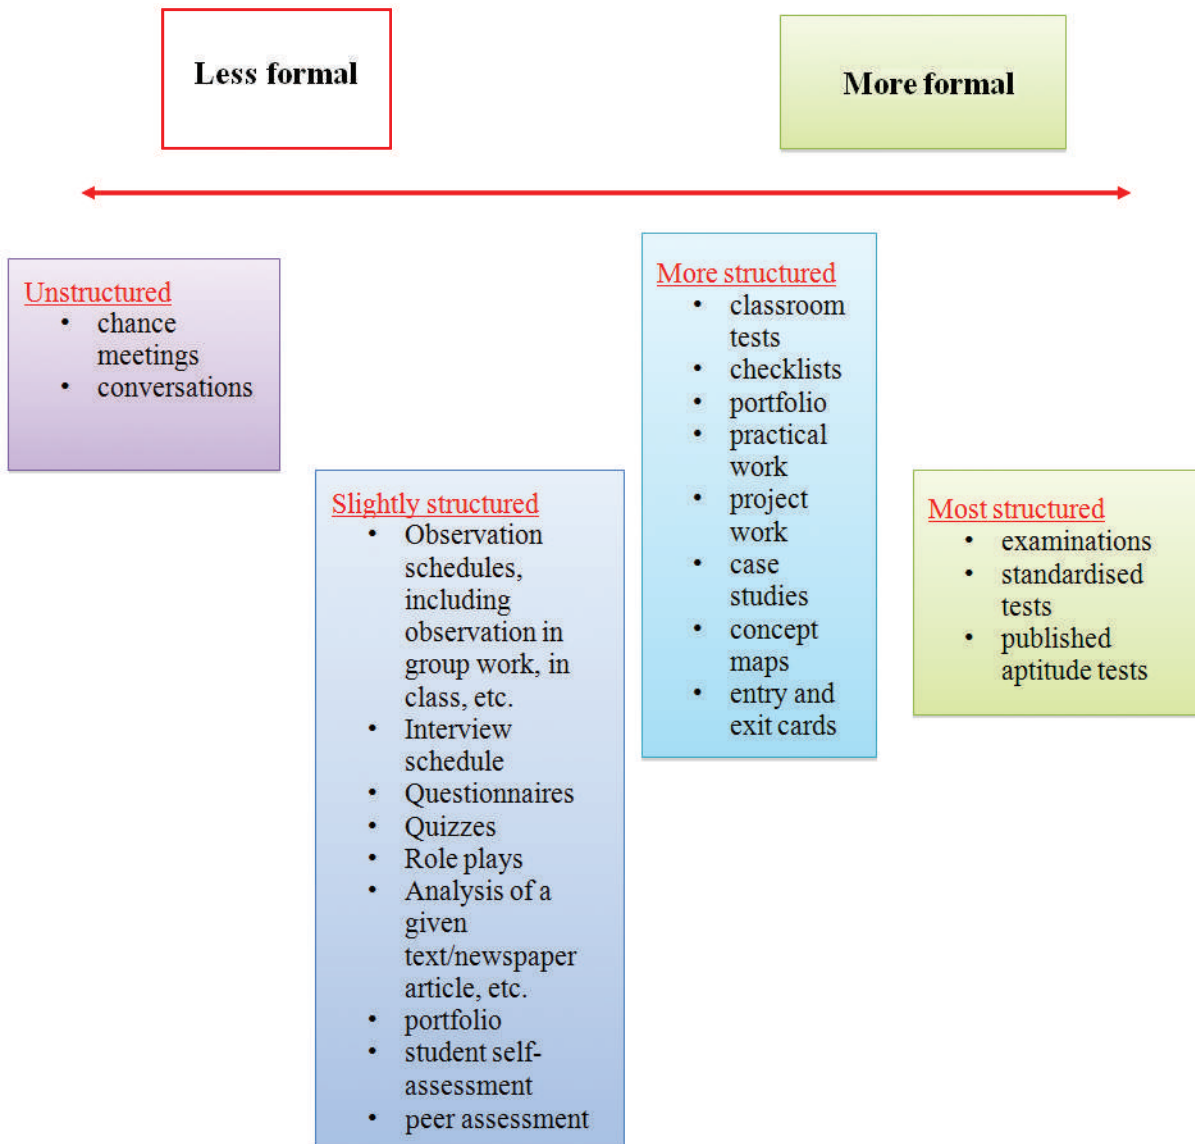 Less formal
More formal
Unstructured
• chance
meetings
• conversations
Slightly structured
• Observation
schedules,
including
observation in
group work, in
class, etc.
• Interview
schedule
• Questionnaires
• Quizzes
• Role plays
• Analysis of a
given
text/newspaper
article, etc.
• portfolio
• student self-
assessment
• peer assessment
More structured
• classroom
tests
• checklists
• portfolio
• practical
work
• project
work
• case
studies
• concept
maps
• entry and
exit cards
Most structured
• examinations
• standardised
tests
• published
aptitude tests